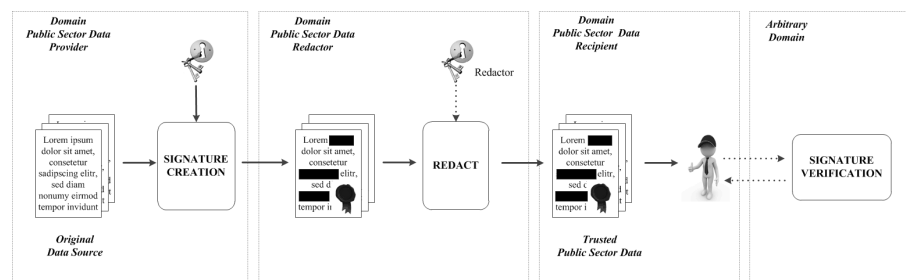 Domain
Public Sector Data
Provider
Lorem ipsum
dolor sit amet,
consetetur
sadipscing elitr,
sed diam
nonumy eirmod
tempor invidunt
SIGNATURE
CREATION
Original
Data Source
Domain
Public Sector Data
Redactor
Redactor
Lorem
dolor sit amet,
consetetur
elitr,
sed d
tempor i
REDACT
Domain
Public Sector Data
Recipient
Lorem
dolor sit amet,
consetetur
elitr,
sed c
tempor i
Trusted
Public Sector Data
Arbitrary
Domain
SIGNATURE
VERIFICATION